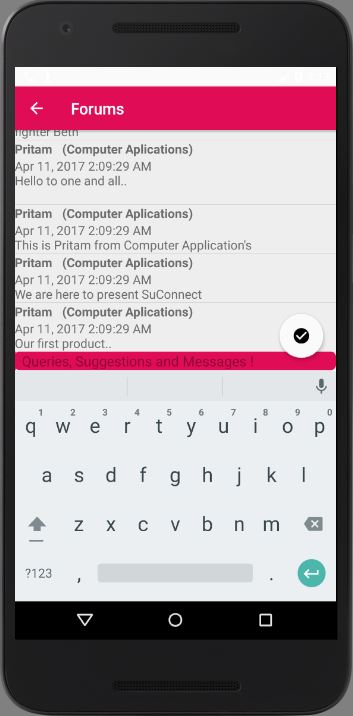 Forums
fighter Beth
Pritam (Computer Aplications)
Apr 11, 2017 2:09:29 AM
Hello to one and all..
Pritam (Computer Aplications)
Apr 11, 2017 2:09:29 AM
This is Pritam from Computer Application's
Pritam (Computer Aplications)
Apr 11, 2017 2:09:29 AM
We are here to present SuConnect
Pritam (Computer Aplications)
Apr 11, 2017 2:09:29 AM
Our first product..
Queries, Suggestions and Messages !
1 2 3 4 5 6 7 8 9 0
q w e r t y u i o p
a s d f g h j k l
z x c v b n m
?123 , .